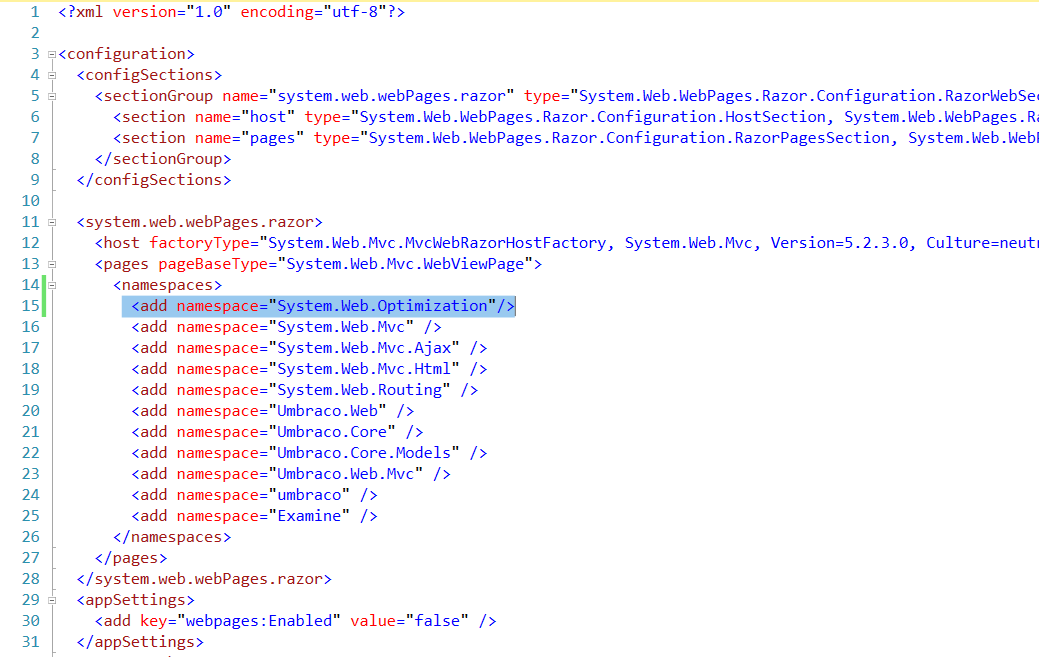 1 <?xml version="1.0" encoding="utf-8"?>
2
3 <configuration>
4 <configSections>
5 <sectionGroup name="system.web.webPages.razor" type="System.Web.WebPages.Razor.Configuration.RazorWebSec
6 <section name="host" type="System.Web.WebPages.Razor.Configuration.HostSection, System.Web.WebPages.Ra
7 <section name="pages" type="System.Web.WebPages.Razor.Configuration.RazorPagesSection, System.Web.WebP
8 </sectionGroup>
9 </configSections>
10
11 <system.web.webPages.razor>
12 <host factoryType="System.Web.Mvc.MvcWebRazorHostFactory, System.Web.Mvc, Version=5.2.3.0, Culture=neutr
13 <pages pageBaseType="System.Web.Mvc.WebViewPage">
14 <namespaces>
15 <add namespace="System.Web.Optimization"/>
16 <add namespace="System.Web.Mvc" />
17 <add namespace="System.Web.Mvc.Ajax" />
18 <add namespace="System.Web.Mvc.Html" />
19 <add namespace="System.Web.Routing" />
20 <add namespace="Umbraco.Web" />
21 <add namespace="Umbraco.Core" />
22 <add namespace="Umbraco.Core.Models" />
23 <add namespace="Umbraco.Web.Mvc" />
24 <add namespace="umbraco" />
25 <add namespace="Examine" />
26 </namespaces>
27 </pages>
28 </system.web.webPages.razor>
29 <appSettings>
30 <add key="webpages:Enabled" value="false" />
31 </appSettings>